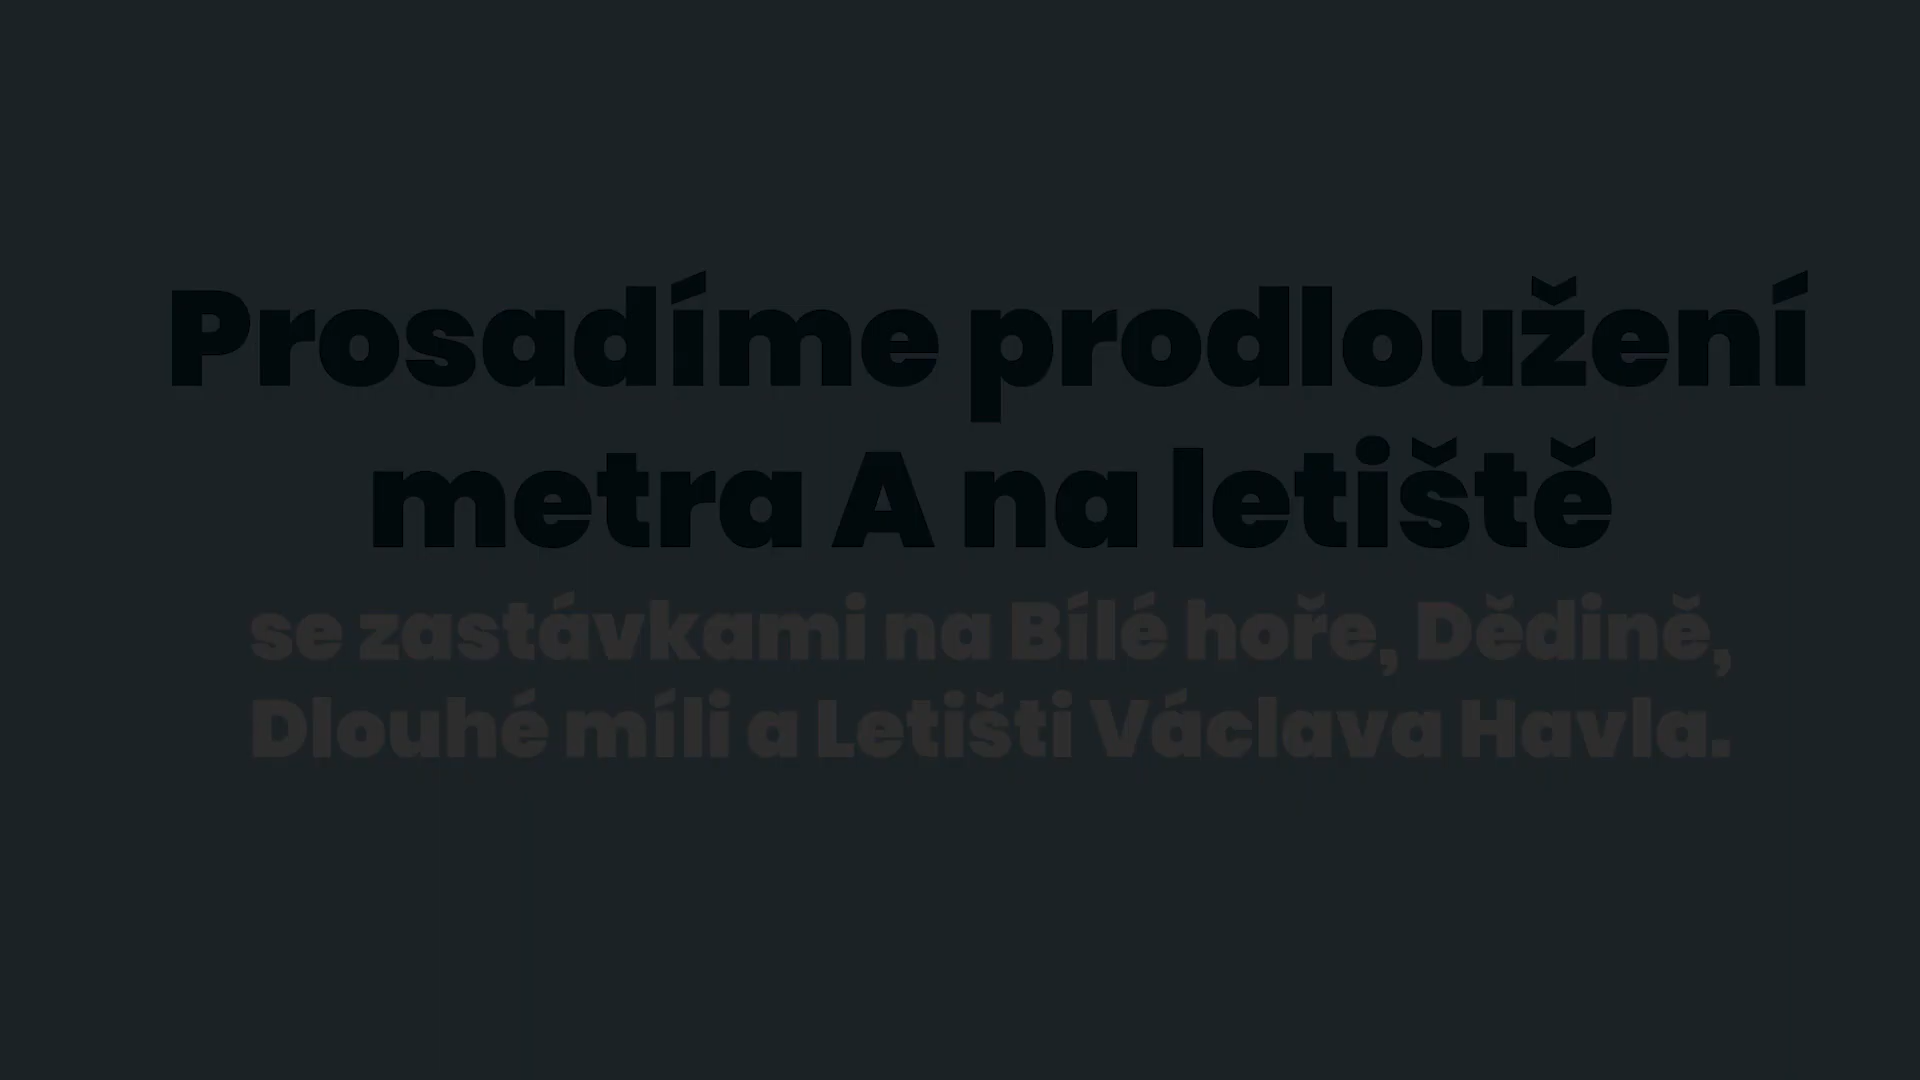 Prosadíme prodloužení
metra A na letiště
se zastávkami na Bílé hoře, Dědině,
Dlouhé míli a Letišti Václava Havla.